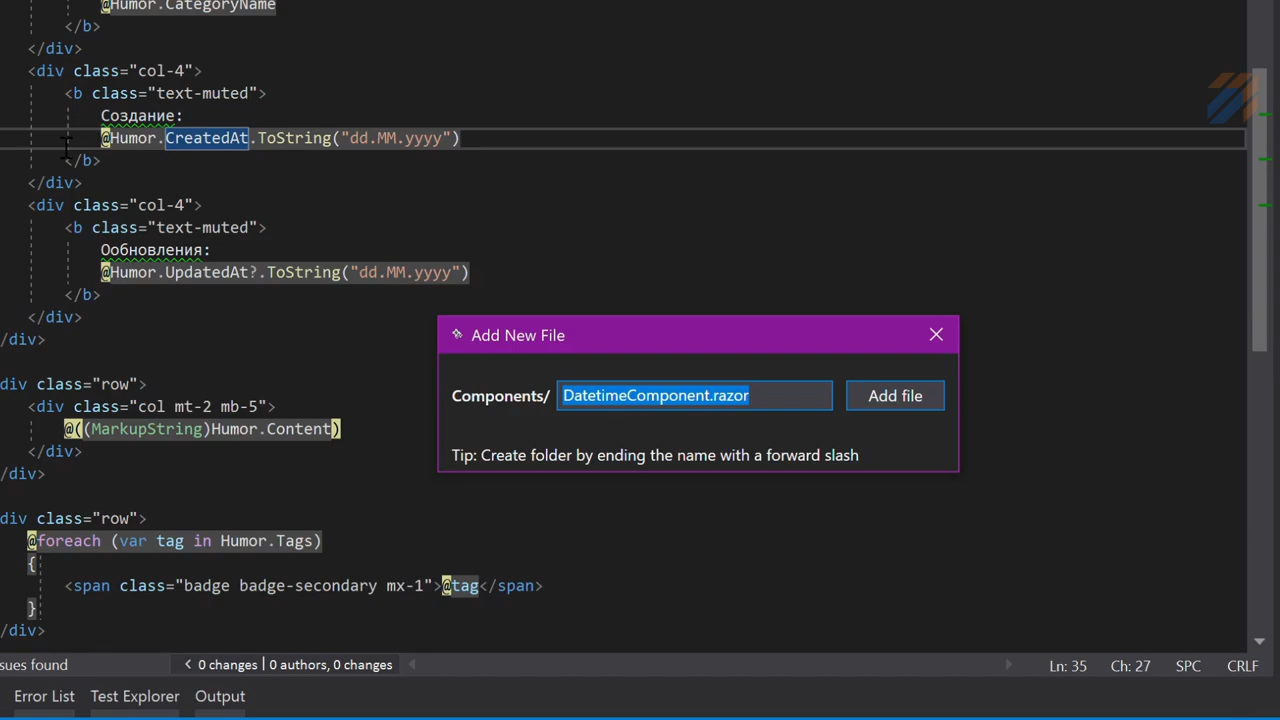 @Humor.CategoryName
</b>
</div>
<div class="col-4">
<b class="text-muted">
Создание:
@Humor.CreatedAt.ToString("dd.MM.yyyy")
</b>
</div>
<div class="col-4">
<b class="text-muted">
Ообновления:
@Humor.UpdatedAt?.ToString("dd.MM.yyyy")
</b>
</div>
/div>
Add New File
Components/ DatetimeComponent.razor Add file
Tip: Create folder by ending the name with a forward slash
div class="row">
<div class="col mt-2 mb-5">
@((MarkupString)Humor.Content)
</div>
/div>
div class="row">
@foreach (var tag in Humor.Tags)
{
<span class="badge badge-secondary mx-1">@tag</span>
}
/div>
sues found 0 changes | 0 authors, 0 changes Ln: 35 Ch: 27 SPC CRLF
Error List Test Explorer Output